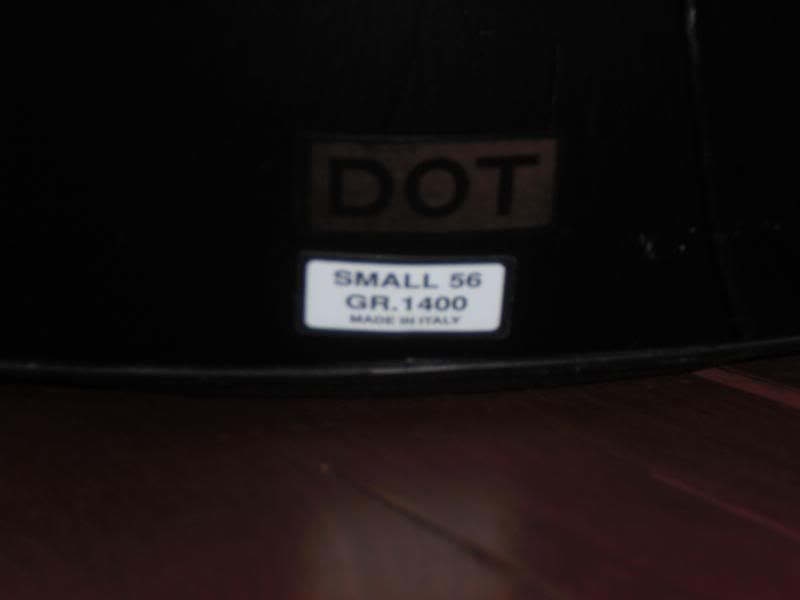 DOT
SMALL 56
GR.1400
MADE IN ITALY